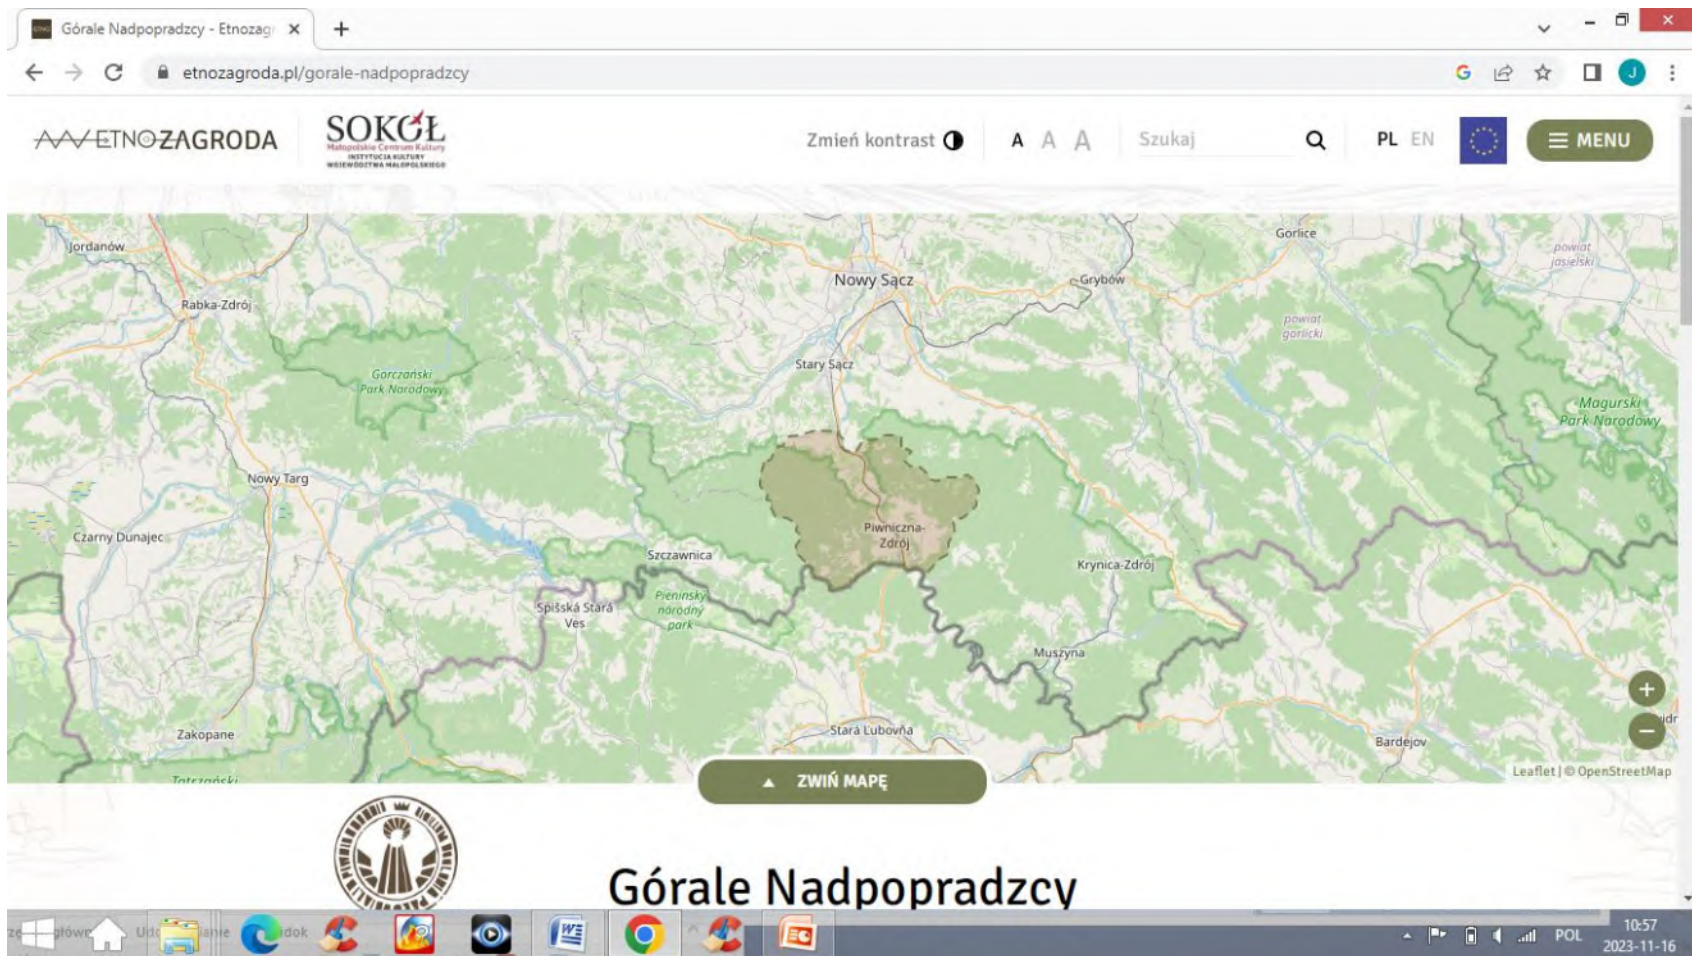 Górale Nadpopradzcy - Etnozagr
etnozagroda.pl/gorale-nadpopradzcy
J
ETNOZAGRODA
SOKÓŁ
Małopolskie Centrum Kultury
INSTYTUCJA KULTURY
WOJEWÓDZTWA MAŁOPOLSKIEGO
Zmień kontrast
A A A
Szukaj
PL EN
MENU
Jordanów
Gorlice
powiat
jasielski
Nowy Sącz
Grybów
Rabka-Zdrój
powiat
gorlicki
Stary Sącz
Gorczański
Park Narodowy
Magurski
Park Narodowy
Nowy Targ
Piwniczna-
Zdrój
Czarny Dunajec
Szczawnica
Krynica-Zdrój
Pieninsky
národný
park
Spišská Stará
Ves
Muszyna
Zakopane
Stará Ľubovňa
Bardejov
Tatrzański
Leaflet | © OpenStreetMap
ZWIŃ MAPĘ
Górale Nadpopradzcy
POL
10:57
2023-11-16